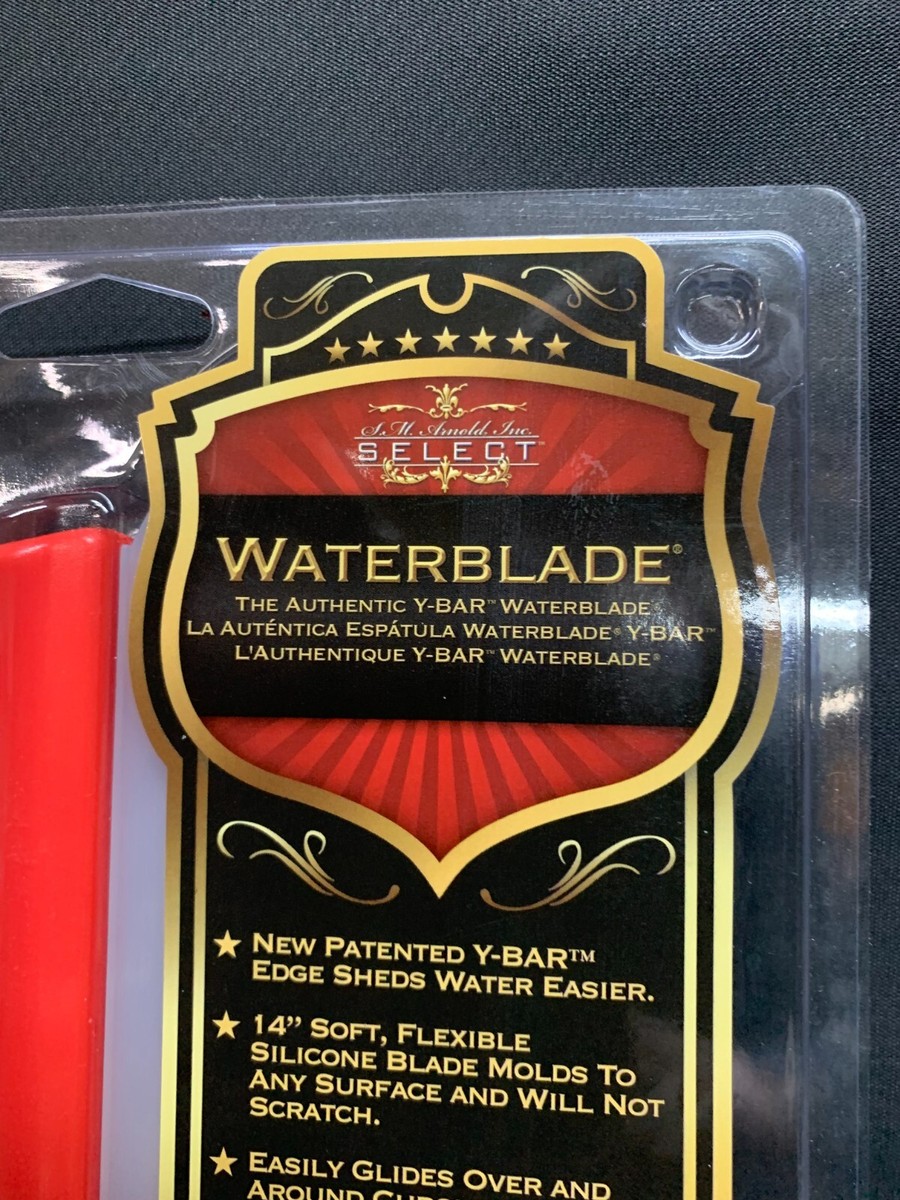 S.M. Arnold, Inc.
SELECT™
WATERBLADE®
THE AUTHENTIC Y-BAR™ WATERBLADE®
LA AUTÉNTICA ESPÁTULA WATERBLADE® Y-BAR™
L'AUTHENTIQUE Y-BAR™ WATERBLADE®
NEW PATENTED Y-BAR™
EDGE SHEDS WATER EASIER.
14” SOFT, FLEXIBLE
SILICONE BLADE MOLDS TO
ANY SURFACE AND WILL NOT
SCRATCH.
EASILY GLIDES OVER AND
AROUND